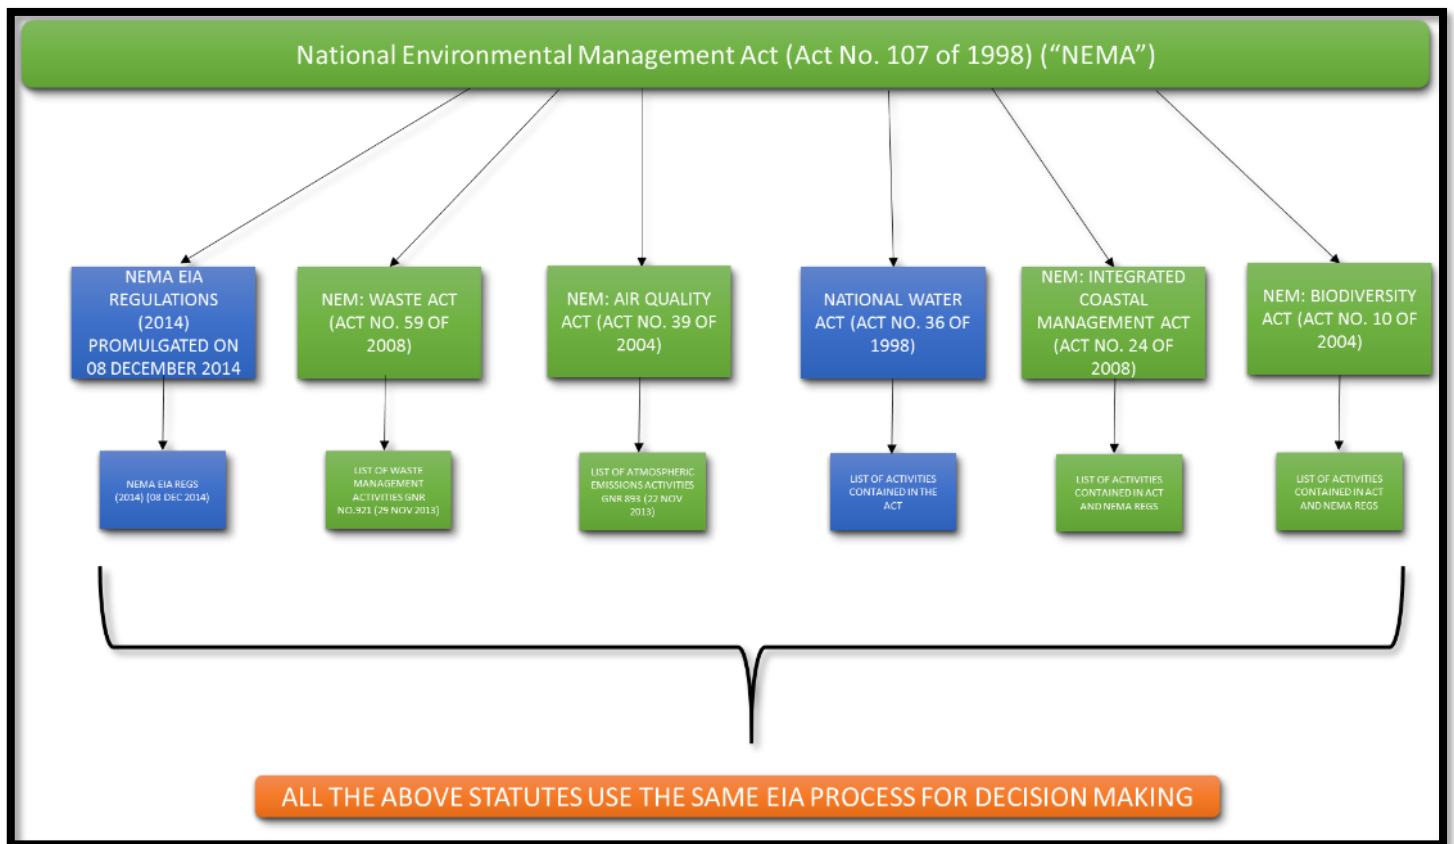 National Environmental Management Act (Act No. 107 of 1998) (“NEMA”)
NEMA EIA
REGULATIONS
(2014)
PROMULGATED ON
08 DECEMBER 2014
NEM: WASTE ACT
(ACT NO. 59 OF
2008)
NEM: AIR QUALITY
ACT (ACT NO. 39 OF
2004)
NATIONAL WATER
ACT (ACT NO. 36 OF
1998)
NEM: INTEGRATED
COASTAL
MANAGEMENT ACT
(ACT NO. 24 OF
2008)
NEM: BIODIVERSITY
ACT (ACT NO. 10 OF
2004)
NEMA EIA REGS
(2014) (08 DEC 2014)
LIST OF WASTE
MANAGEMENT
ACTIVITIES GNR
NO.921 (29 NOV 2013)
LIST OF ATMOSPHERIC
EMISSIONS ACTIVITIES
GNR 893 (22 NOV
2013)
LIST OF ACTIVITIES
CONTAINED IN THE
ACT
LIST OF ACTIVITIES
CONTAINED IN ACT
AND NEMA REGS
LIST OF ACTIVITIES
CONTAINED IN ACT
AND NEMA REGS
ALL THE ABOVE STATUTES USE THE SAME EIA PROCESS FOR DECISION MAKING